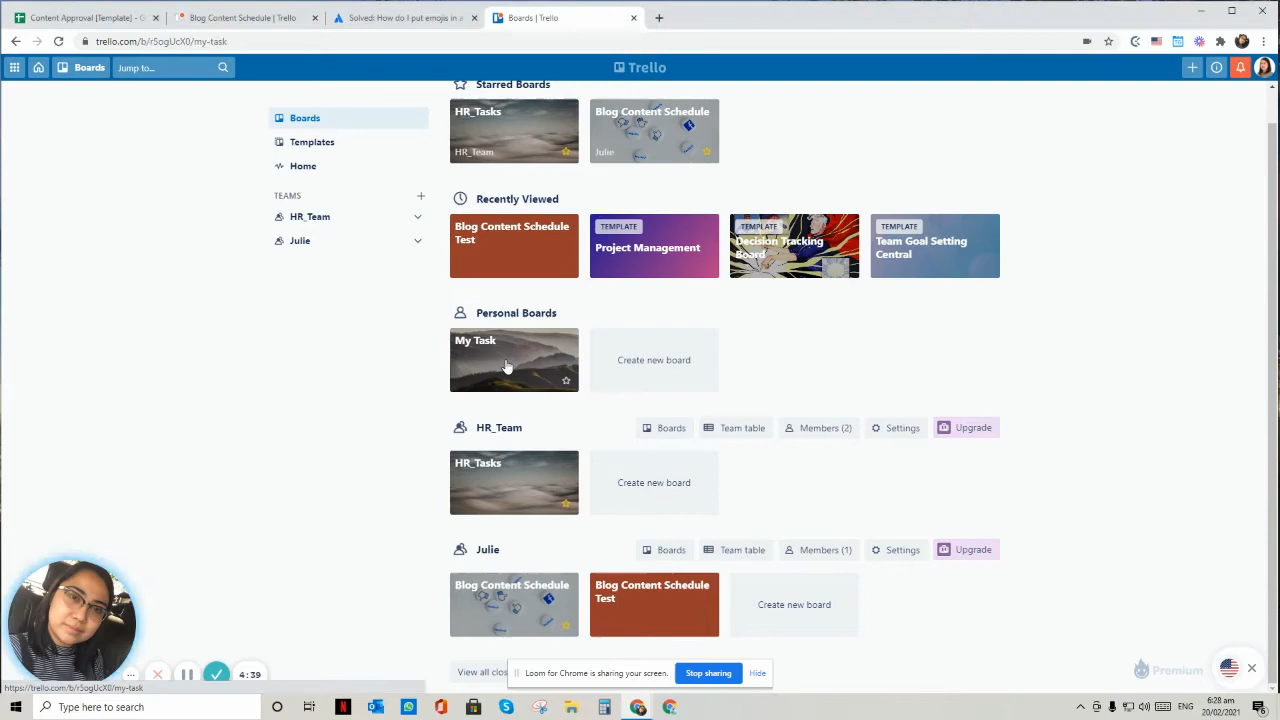 Content Approval [Template] - G
Blog Content Schedule | Trello
Solved: How do I put emojis in a
Boards | Trello
trello.com/b/r5ogUcX0/my-task
Boards
Jump to...
Trello
Boards
Templates
Home
TEAMS
HR_Team
Julie
Starred Boards
HR_Tasks
HR_Team
Blog Content Schedule
Julie
Recently Viewed
Blog Content Schedule
Test
TEMPLATE
Project Management
TEMPLATE
Decision Tracking
Board
TEMPLATE
Team Goal Setting
Central
Personal Boards
My Task
Create new board
HR_Team
Boards
Team table
Members (2)
Settings
Upgrade
HR_Tasks
Create new board
Julie
Boards
Team table
Members (1)
Settings
Upgrade
Blog Content Schedule
Blog Content Schedule
Test
Create new board
View all clos
Loom for Chrome is sharing your screen.
Stop sharing
Hide
4:39
Premium
https://trello.com/b/r5ogUcX0/my-task
Type here to search
6:28 am
20/02/2021